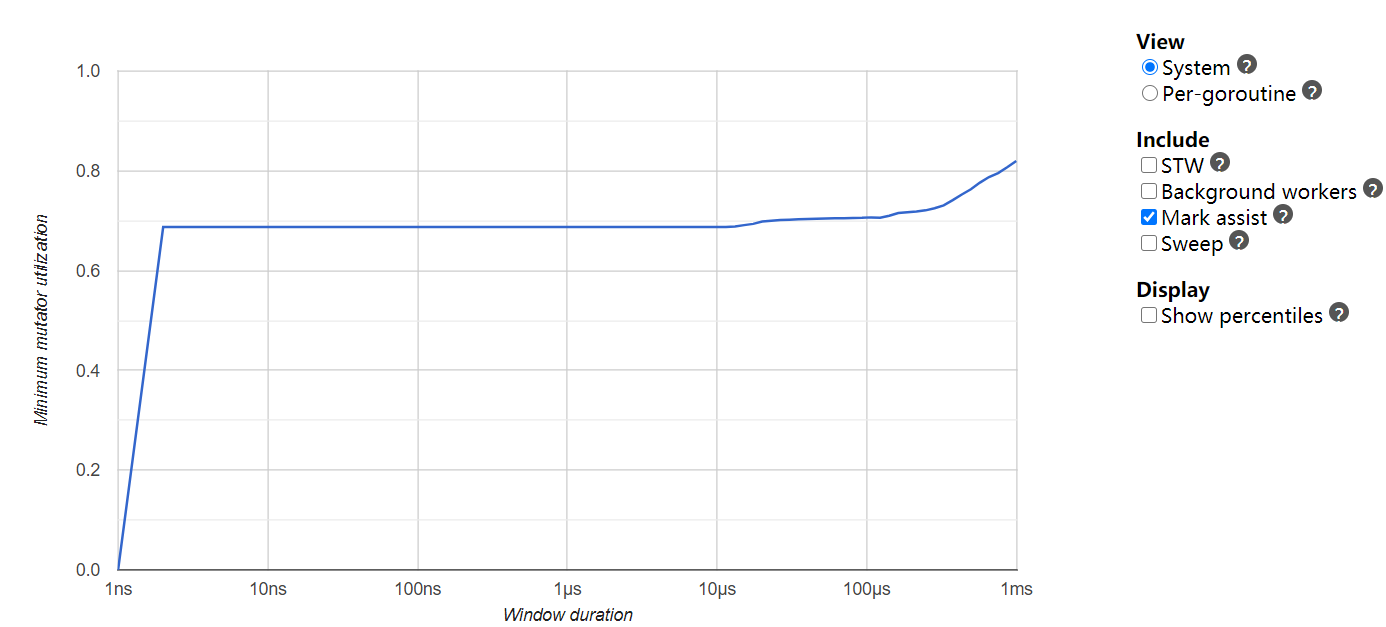 Minimum mutator utilization
1.0
0.8
0.6
0.4
0.2
0.0
1ns 10ns 100ns 1μs 10μs 100μs 1ms
Window duration
View
System ?
Per-goroutine ?
Include
STW ?
Background workers ?
Mark assist ?
Sweep ?
Display
Show percentiles ?